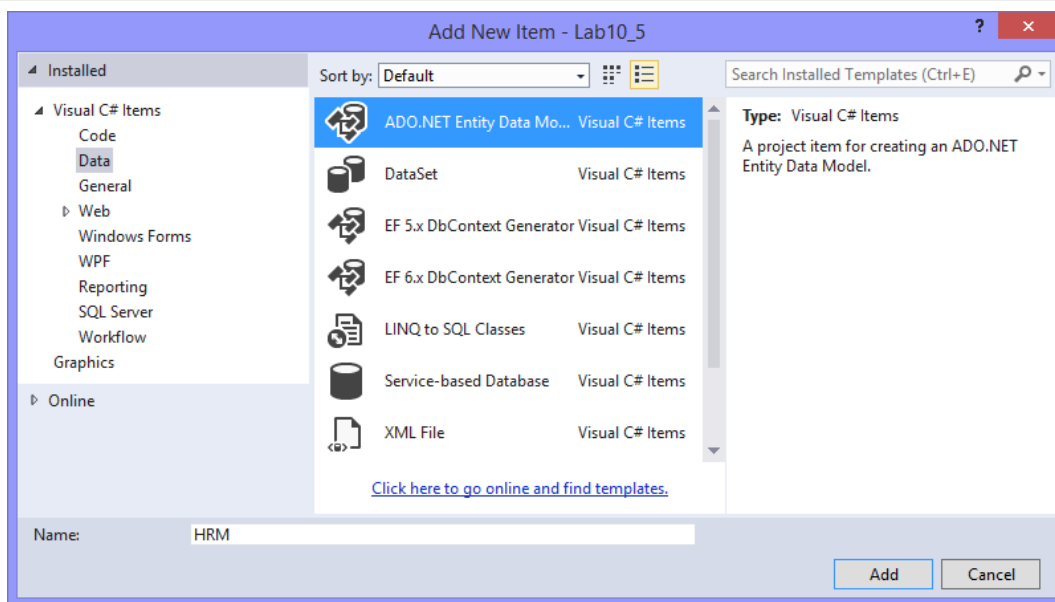 Add New Item - Lab10_5
?
×
Installed
Sort by: Default
Search Installed Templates (Ctrl+E)
Visual C# Items
Code
Data
General
Web
Windows Forms
WPF
Reporting
SQL Server
Workflow
Graphics
Online
ADO.NET Entity Data Mo... Visual C# Items
DataSet Visual C# Items
EF 5.x DbContext Generator Visual C# Items
EF 6.x DbContext Generator Visual C# Items
LINQ to SQL Classes Visual C# Items
Service-based Database Visual C# Items
XML File Visual C# Items
Click here to go online and find templates.
Type: Visual C# Items
A project item for creating an ADO.NET
Entity Data Model.
Name: HRM
Add Cancel